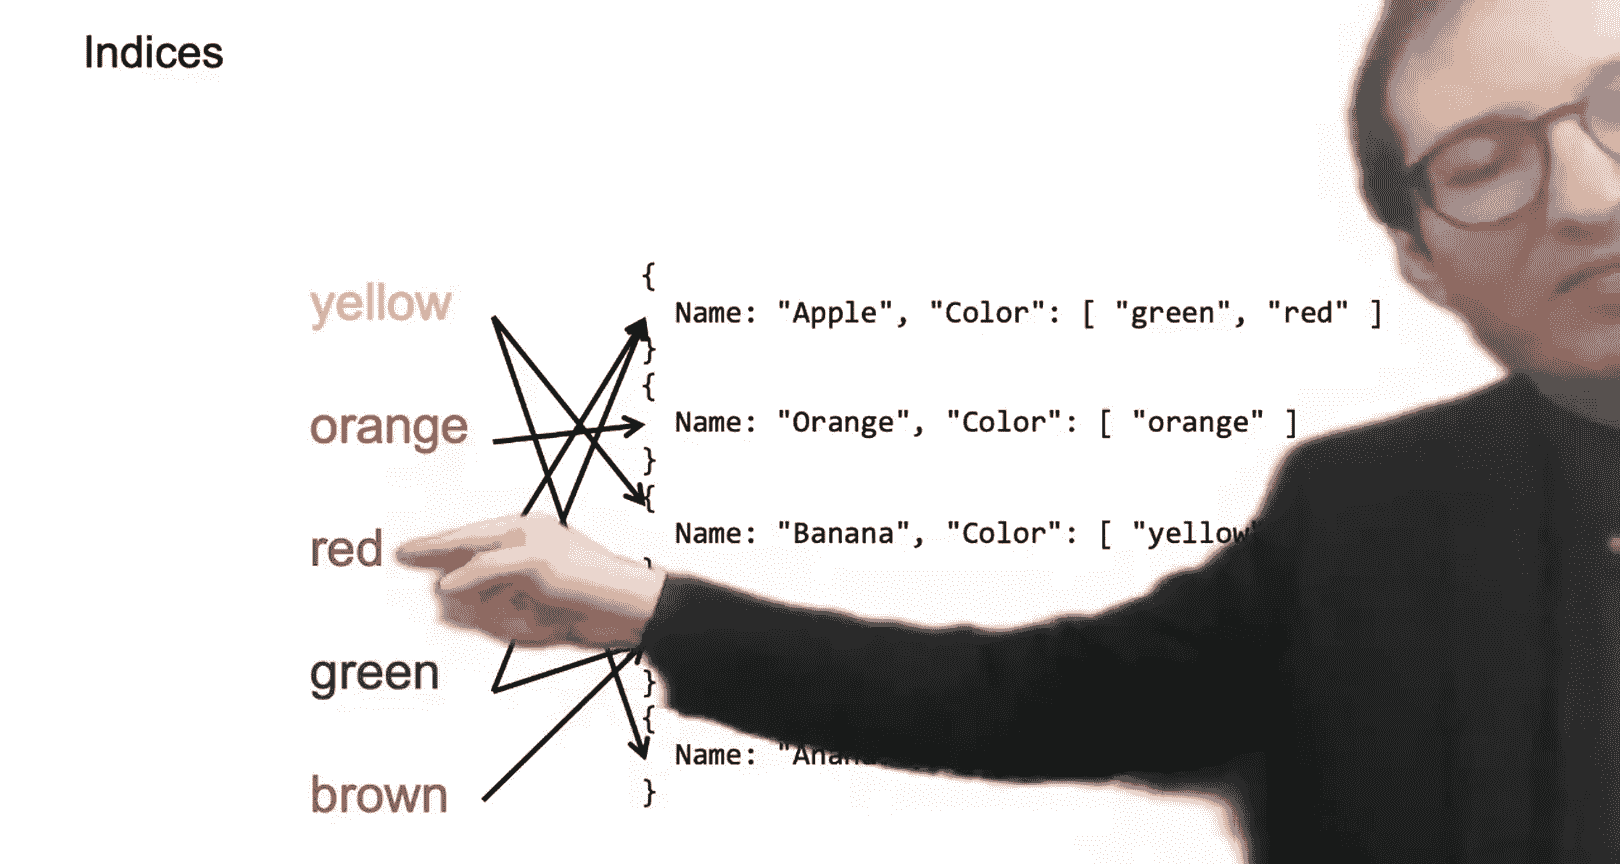 Indices
yellow
orange
red
green
brown
{
Name: "Apple", "Color": [ "green", "red" ]
}
{
Name: "Orange", "Color": [ "orange" ]
}
{
Name: "Banana", "Color": [ "yellow
}
}
{
Name:
}